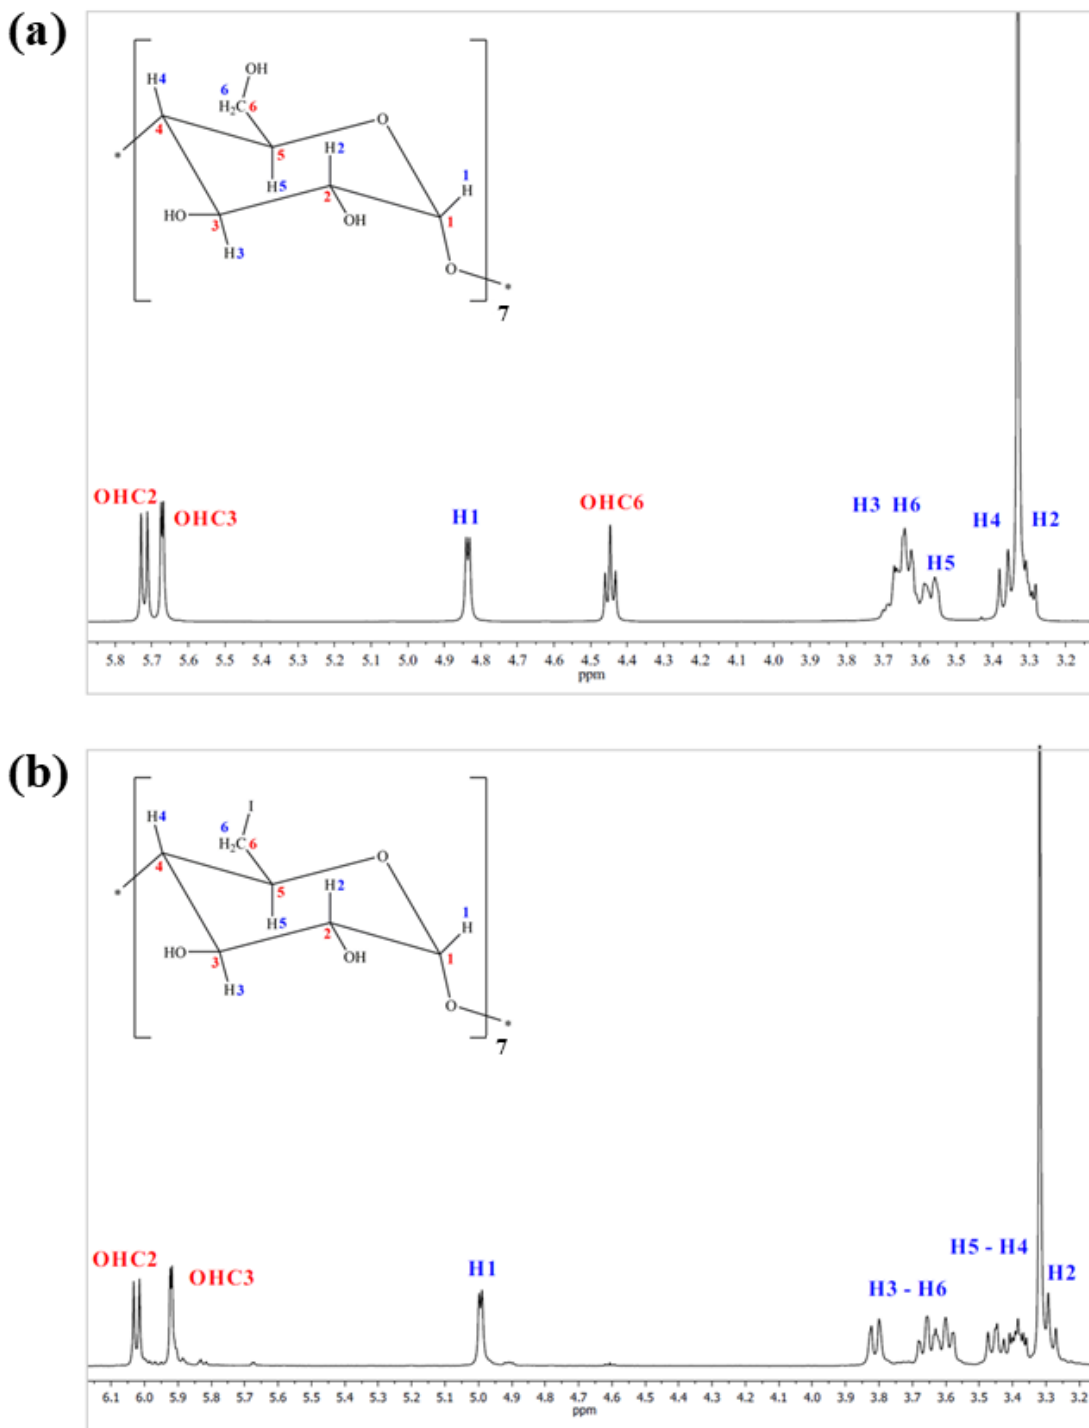 (a)
OH
H4
6
H₂C6
O
4
H2
1
*
5
H
H5
2
HO
3
OH
1
H3
O
*
7
OHC2
OHC3
H1
OHC6
H3 H6
H5
H4
H2
5.8 5.7 5.6 5.5 5.4 5.3 5.2 5.1 5.0 4.9 4.8 4.7 4.6 4.5 4.4 4.3 4.2 4.1 4.0 3.9 3.8 3.7 3.6 3.5 3.4 3.3 3.2
ppm
(b)
I
H4
6
H₂C6
O
4
H2
1
*
5
H
H5
2
HO
3
OH
1
H3
O
*
7
OHC2
OHC3
H1
H3 - H6
H5 - H4
H2
6.1 6.0 5.9 5.8 5.7 5.6 5.5 5.4 5.3 5.2 5.1 5.0 4.9 4.8 4.7 4.6 4.5 4.4 4.3 4.2 4.1 4.0 3.9 3.8 3.7 3.6 3.5 3.4 3.3 3.2
ppm